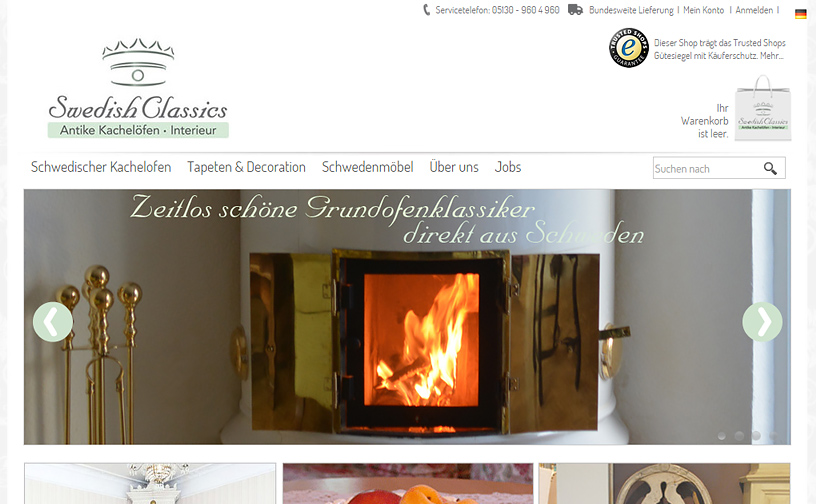 Servicetelefon: 05130 - 960 4 960 Bundesweite Lieferung | Mein Konto | Anmelden |
TRUSTED SHOPS
GUARANTEE
Dieser Shop trägt das Trusted Shops
Gütesiegel mit Käuferschutz. Mehr...
Swedish Classics
Antike Kachelöfen · Interieur
Ihr
Warenkorb
ist leer.
Swedish Classics
Antike Kachelöfen · Interieur
Schwedischer Kachelofen Tapeten & Decoration Schwedenmöbel Über uns Jobs
Suchen nach
Zeitlos schöne Grundofenklassiker
direkt aus Schweden